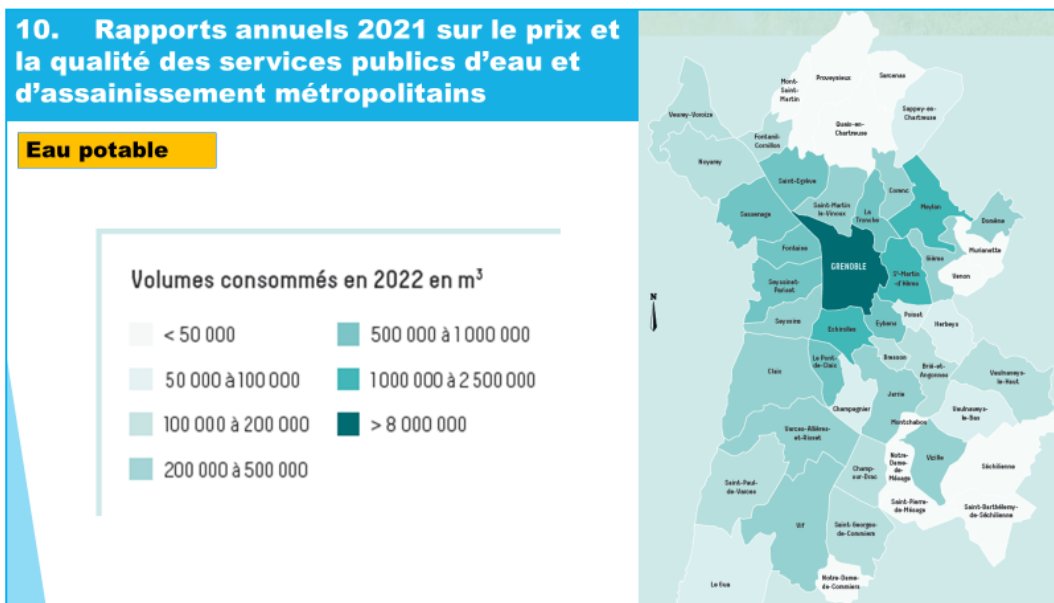 10. Rapports annuels 2021 sur le prix et
la qualité des services publics d'eau et
d'assainissement métropolitains
Eau potable
Volumes consommés en 2022 en m³
< 50 000
50 000 à 100 000
100 000 à 200 000
200 000 à 500 000
500 000 à 1 000 000
1 000 000 à 2 500 000
> 8 000 000
Mont-
Saint-
Martin
Proveysieux
Sarcenas
Sappey-en-
Chartreuse
Quaix-en-
Chartreuse
Veurey-Voroize
Fontanil-
Cornillon
Noyarey
Saint-Egrève
Saint-Martin
le-Vinoux
La
Tronche
Corenc
Meylan
Domène
Sassenage
Fontaine
GRENOBLE
St-Martin
-d'Hères
Gières
Murianette
Venon
Seyssinet-
Pariset
Seyssins
Echirolles
Eybens
Poisat
Herbeys
N
Claix
Le Pont-
de-Claix
Bresson
Brié-et-
Angonnes
Vaulnaveys-
le-Haut
Jarrie
Champagnier
Vaulnaveys-
le-Bas
Montchaboud
Varces-Allières-
et-Risset
Notre-
Dame-
de-
Mésage
Vizille
Séchilienne
Champ-
sur-Drac
Saint-Paul-
de-Varces
Saint-Pierre-
de-Mésage
Saint-Barthélemy-
de-Séchilienne
Vif
Saint-Georges-
de-Commiers
Notre-Dame-
de-Commiers
Le Gua